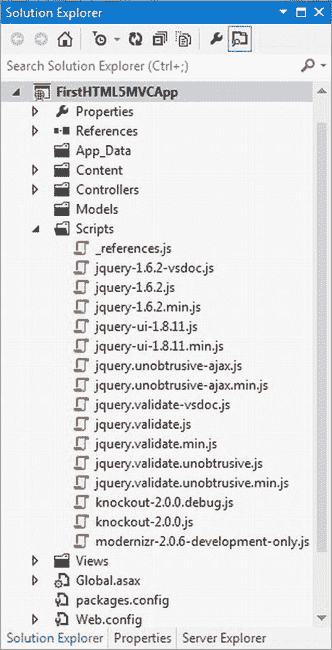 Solution Explorer
Search Solution Explorer (Ctrl+;)
FirstHTML5MVCApp
Properties
References
App_Data
Content
Controllers
Models
Scripts
_references.js
jquery-1.6.2-vsdoc.js
jquery-1.6.2.js
jquery-1.6.2.min.js
jquery-ui-1.8.11.js
jquery-ui-1.8.11.min.js
jquery.unobtrusive-ajax.js
jquery.unobtrusive-ajax.min.js
jquery.validate-vsdoc.js
jquery.validate.js
jquery.validate.min.js
jquery.validate.unobtrusive.js
jquery.validate.unobtrusive.min.js
knockout-2.0.0.debug.js
knockout-2.0.0.js
modernizr-2.0.6-development-only.js
Views
Global.asax
packages.config
Web.config
Solution Explorer Properties Server Explorer